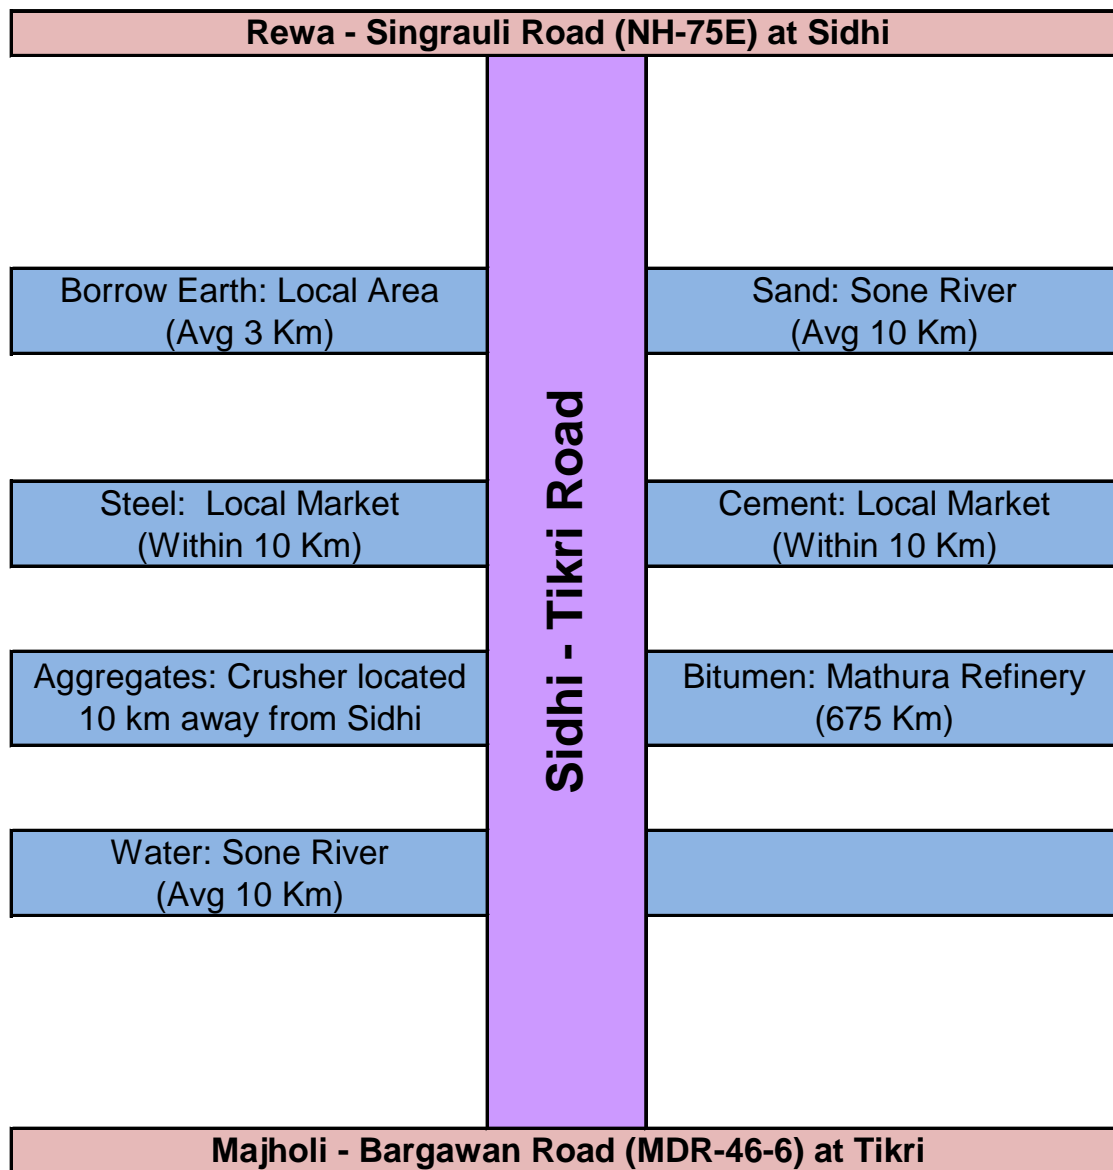 Rewa - Singrauli Road (NH-75E) at Sidhi
Borrow Earth: Local Area
(Avg 3 Km)
Sand: Sone River
(Avg 10 Km)
Sidhi - Tikri Road
Steel:  Local Market
(Within 10 Km)
Cement: Local Market
(Within 10 Km)
Aggregates: Crusher located
10 km away from Sidhi
Bitumen: Mathura Refinery
(675 Km)
Water: Sone River
(Avg 10 Km)
Majholi - Bargawan Road (MDR-46-6) at Tikri